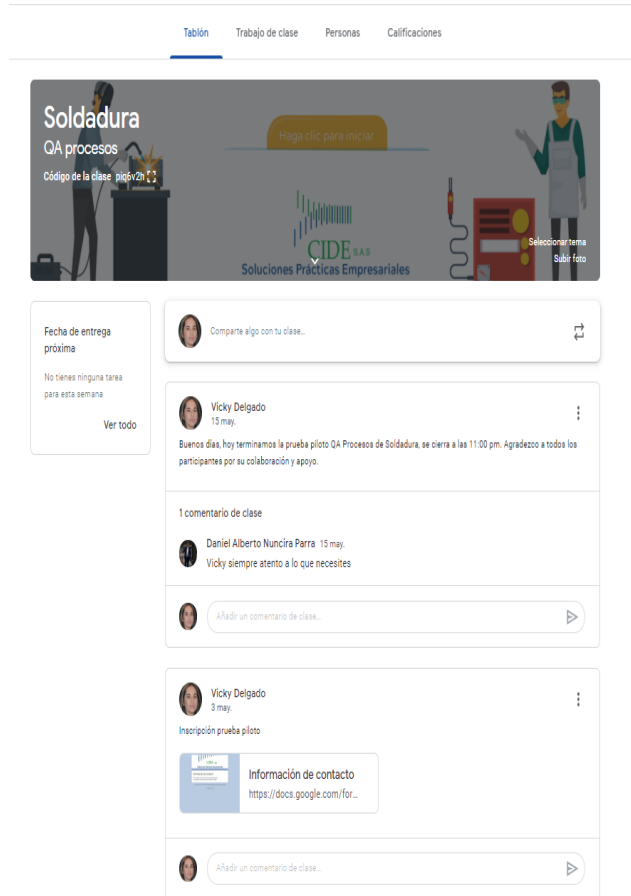 Tablón
Trabajo de clase
Personas
Calificaciones
Soldadura
QA procesos
Código de la clase piq6v2h
Haga clic para iniciar
CIDE S.A.S
Soluciones Prácticas Empresariales
Seleccionar tema
Subir foto
Fecha de entrega
próxima
No tienes ninguna tarea
para esta semana
Ver todo
Comparte algo con tu clase...
Vicky Delgado
15 may.
Buenos días, hoy terminamos la prueba piloto QA Procesos de Soldadura, se cierra a las 11:00 pm. Agradezco a todos los
participantes por su colaboración y apoyo.
1 comentario de clase
Daniel Alberto Nuncira Parra 15 may.
Vicky siempre atento a lo que necesites
Añadir un comentario de clase...
Vicky Delgado
3 may.
Inscripción prueba piloto
Información de contacto
https://docs.google.com/for...
Añadir un comentario de clase...